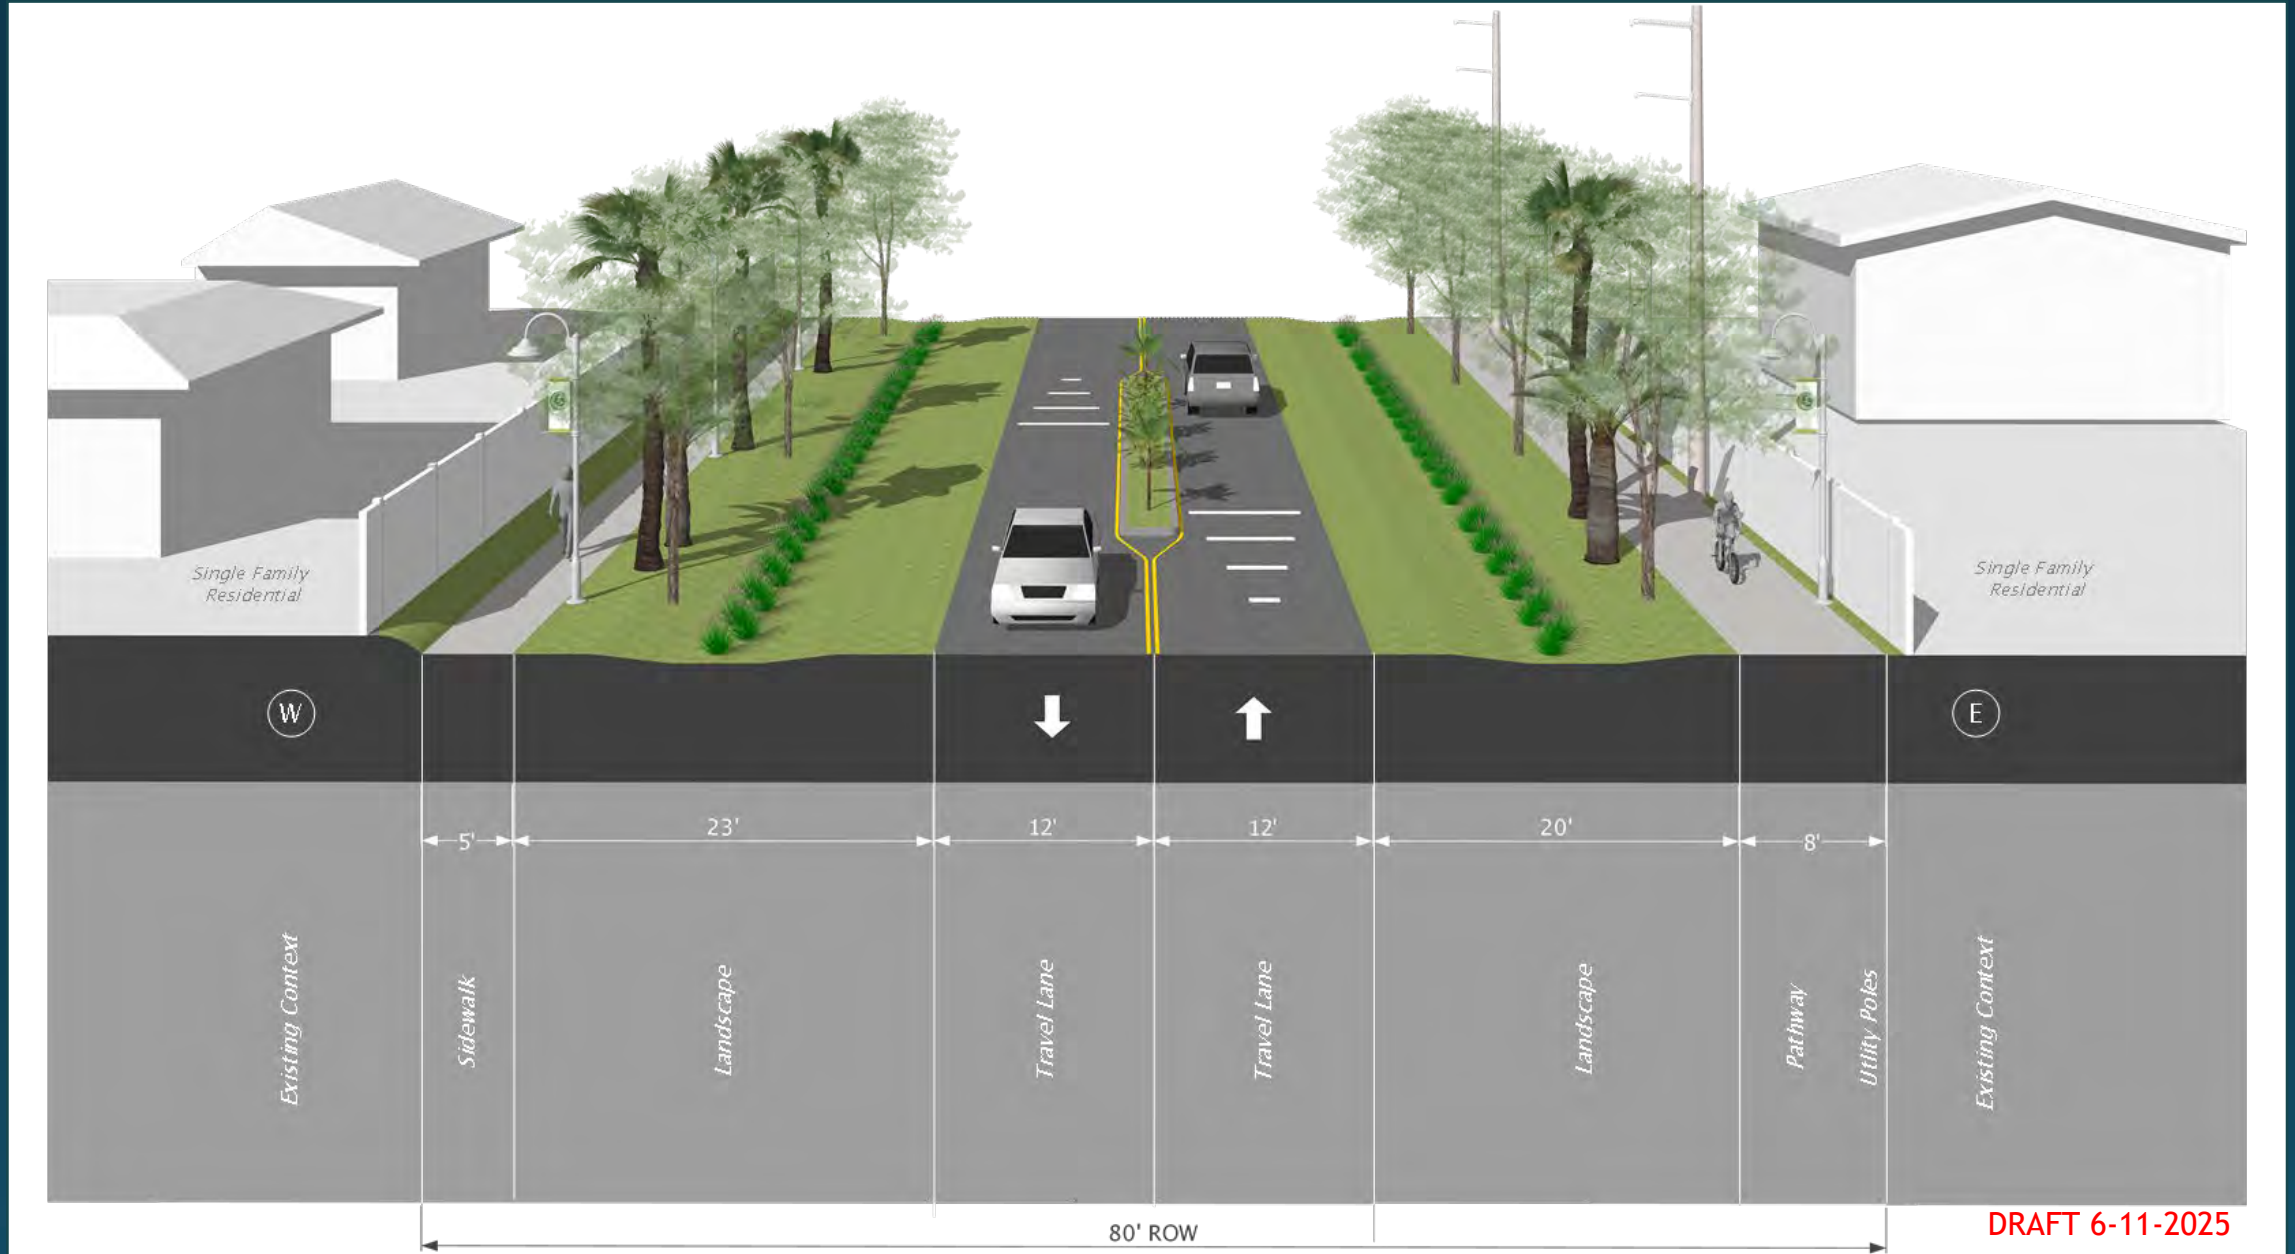 Single Family
Residential
Single Family
Residential
W
E
5'
23'
12'
12'
20'
8'
Existing Context
Sidewalk
Landscape
Travel Lane
Travel Lane
Landscape
Pathway
Utility Poles
Existing Context
80' ROW
DRAFT 6-11-2025